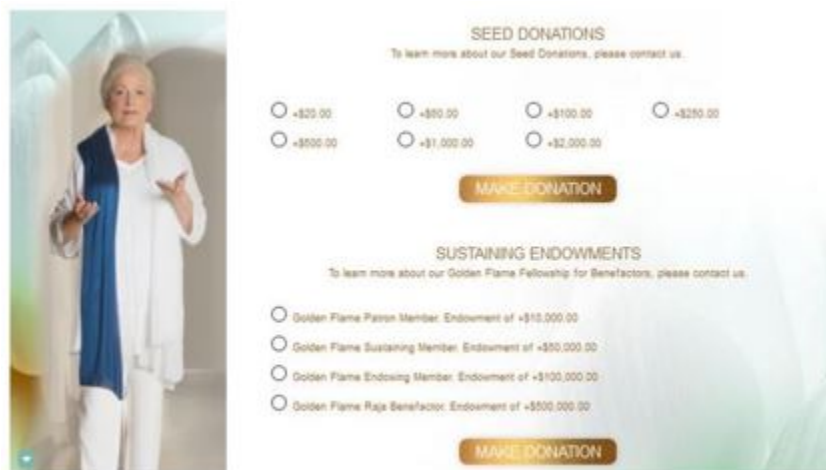 SEED DONATIONS
To learn more about our Seed Donations, please contact us.
+$20.00 +$50.00 +$100.00 +$250.00
+$500.00 +$1,000.00 +$2,000.00
MAKE DONATION
SUSTAINING ENDOWMENTS
To learn more about our Golden Flame Fellowship for Benefactors, please contact us.
Golden Flame Patron Member. Endowment of +$10,000.00
Golden Flame Sustaining Member. Endowment of +$50,000.00
Golden Flame Endowing Member. Endowment of +$100,000.00
Golden Flame Raja Benefactor. Endowment of +$500,000.00
MAKE DONATION